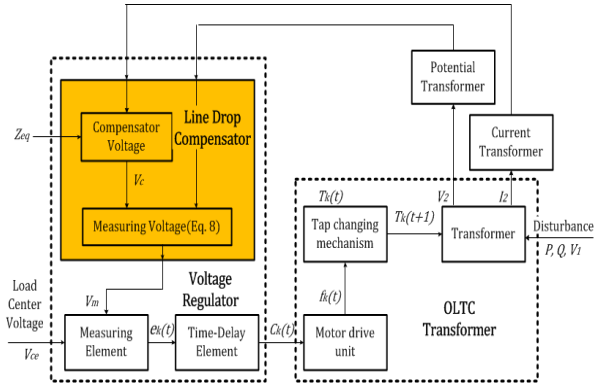 Potential
Transformer
Current
Transformer
Line Drop
Compensator
Compensator
Voltage
Zeq
Vc
Measuring Voltage(Eq. 8)
Voltage
Regulator
Load
Center
Voltage
Vce
Vm
Measuring
Element
ek(t)
Time-Delay
Element
Ck(t)
Motor drive
unit
fk(t)
Tap changing
mechanism
Tk(t)
Tk(t+1)
V2
I2
Transformer
Disturbance
P, Q, V1
OLTC
Transformer